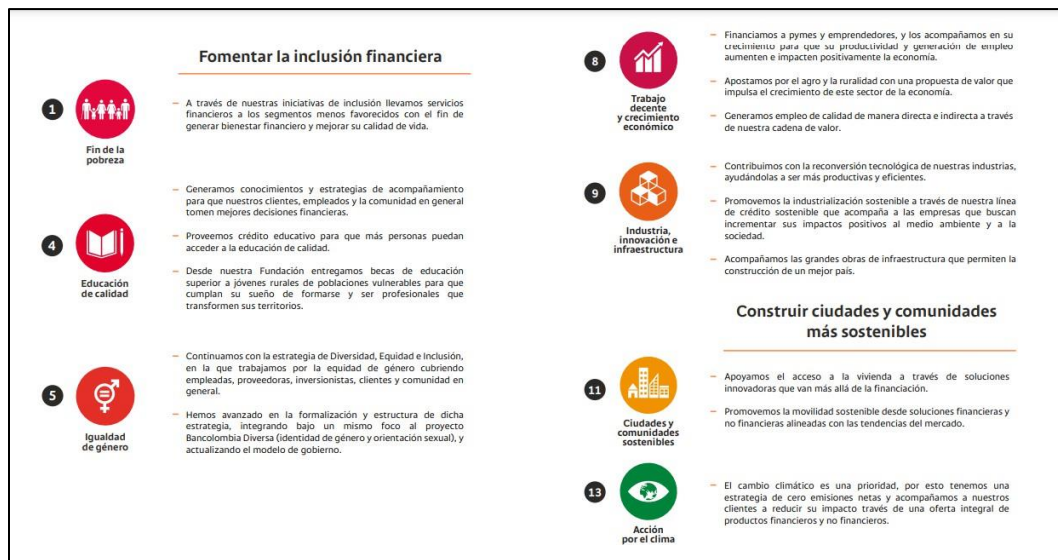 Fomentar la inclusión financiera
1
Fin de la
pobreza
– A través de nuestras iniciativas de inclusión llevamos servicios
financieros a los segmentos menos favorecidos con el fin de
generar bienestar financiero y mejorar su calidad de vida.
4
Educación
de calidad
– Generamos conocimientos y estrategias de acompañamiento
para que nuestros clientes, empleados y la comunidad en general
tomen mejores decisiones financieras.
– Proveemos crédito educativo para que más personas puedan
acceder a la educación de calidad.
– Desde nuestra Fundación entregamos becas de educación
superior a jóvenes rurales de poblaciones vulnerables para que
cumplan su sueño de formarse y ser profesionales que
transformen sus territorios.
5
Igualdad
de género
– Continuamos con la estrategia de Diversidad, Equidad e Inclusión,
en la que trabajamos por la equidad de género cubriendo
empleadas, proveedoras, inversionistas, clientes y comunidad en
general.
– Hemos avanzado en la formalización y estructura de dicha
estrategia, integrando bajo un mismo foco al proyecto
Bancolombia Diversa (identidad de género y orientación sexual), y
actualizando el modelo de gobierno.
8
Trabajo
decente
y crecimiento
económico
– Financiamos a pymes y emprendedores, y los acompañamos en su
crecimiento para que su productividad y generación de empleo
aumenten e impacten positivamente la economía.
– Apostamos por el agro y la ruralidad con una propuesta de valor que
impulsa el crecimiento de este sector de la economía.
– Generamos empleo de calidad de manera directa e indirecta a través
de nuestra cadena de valor.
9
Industria,
innovación e
infraestructura
– Contribuimos con la reconversión tecnológica de nuestras industrias,
ayudándolas a ser más productivas y eficientes.
– Promovemos la industrialización sostenible a través de nuestra línea
de crédito sostenible que acompaña a las empresas que buscan
incrementar sus impactos positivos al medio ambiente y a la
sociedad.
– Acompañamos las grandes obras de infraestructura que permiten la
construcción de un mejor país.
Construir ciudades y comunidades
más sostenibles
11
Ciudades y
comunidades
sostenibles
– Apoyamos el acceso a la vivienda a través de soluciones
innovadoras que van más allá de la financiación.
– Promovemos la movilidad sostenible desde soluciones financieras y
no financieras alineadas con las tendencias del mercado.
13
Acción
por el clima
– El cambio climático es una prioridad, por esto tenemos una
estrategia de cero emisiones netas y acompañamos a nuestros
clientes a reducir su impacto través de una oferta integral de
productos financieros y no financieros.